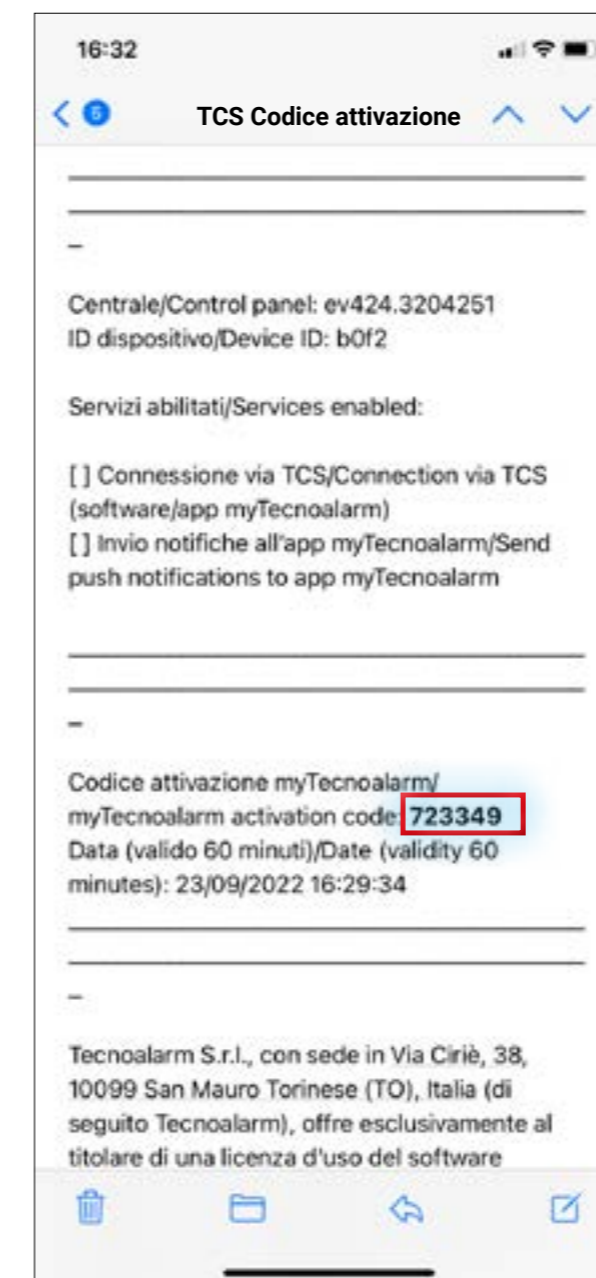 16:32
5
TCS Codice attivazione
Centrale/Control panel: ev424.3204251
ID dispositivo/Device ID: b0f2
Servizi abilitati/Services enabled:
[ ] Connessione via TCS/Connection via TCS
(software/app myTecnoalarm)
[ ] Invio notifiche all'app myTecnoalarm/Send
push notifications to app myTecnoalarm
Codice attivazione myTecnoalarm/
myTecnoalarm activation code: 723349
Data (valido 60 minuti)/Date (validity 60
minutes): 23/09/2022 16:29:34
Tecnoalarm S.r.l., con sede in Via Ciriè, 38,
10099 San Mauro Torinese (TO), Italia (di
seguito Tecnoalarm), offre esclusivamente al
titolare di una licenza d'uso del software